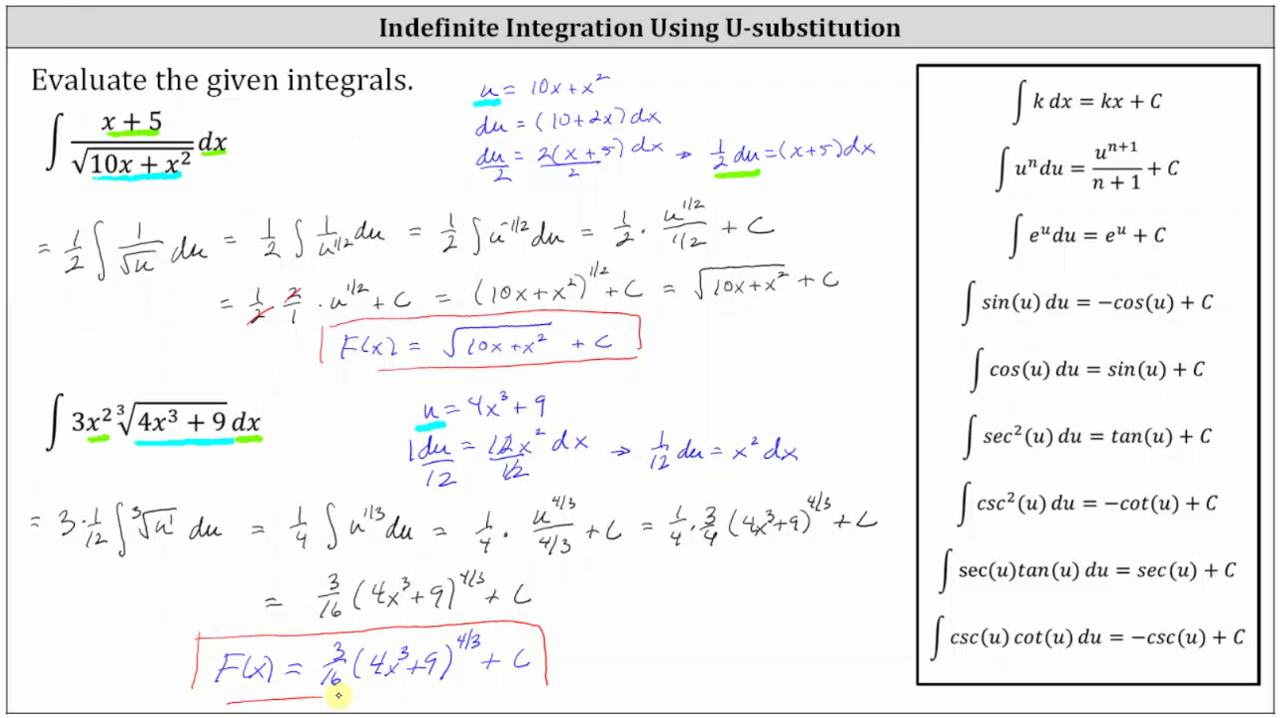 Indefinite Integration Using U-substitution
Evaluate the given integrals.
∫ (x + 5)/√(10x + x²) dx
u = 10x + x²
du = (10 + 2x) dx
du/2 = 2(x + 5)/2 dx → 1/2 du = (x+5) dx
= 1/2 ∫ 1/√u du = 1/2 ∫ 1/u^(1/2) du = 1/2 ∫ u^(-1/2) du = 1/2 · u^(1/2)/(1/2) + C
= 1/2 · 2/1 · u^(1/2) + C = (10x + x²)^(1/2) + C = √(10x + x²) + C
F(x) = √(10x + x²) + C
∫ 3x² ∛(4x³ + 9) dx
u = 4x³ + 9
1du/12 = 12x²/12 dx → 1/12 du = x² dx
= 3 · 1/12 ∫ ∛u¹ du = 1/4 ∫ u^(1/3) du = 1/4 · u^(4/3)/(4/3) + C = 1/4 · 3/4 (4x³+9)^(4/3) + C
= 3/16 (4x³ + 9)^(4/3) + C
F(x) = 3/16 (4x³+9)^(4/3) + C
∫ k dx = kx + C
∫ uⁿ du = u^(n+1)/(n + 1) + C
∫ e^u du = e^u + C
∫ sin(u) du = −cos(u) + C
∫ cos(u) du = sin(u) + C
∫ sec²(u) du = tan(u) + C
∫ csc²(u) du = −cot(u) + C
∫ sec(u)tan(u) du = sec(u) + C
∫ csc(u) cot(u) du = −csc(u) + C